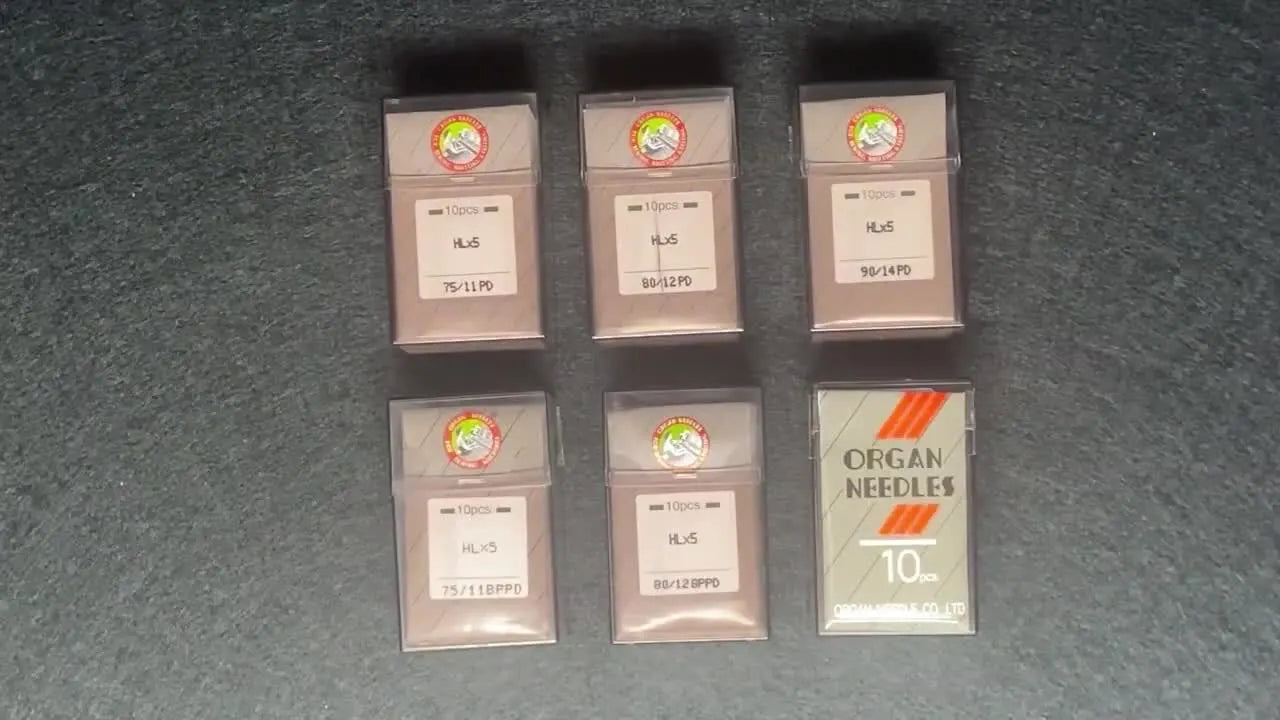 10pcs.
HLx5
75/11PD
10pcs.
HLx5
80/12PD
10pcs.
HLx5
90/14PD
10pcs.
HLx5
75/11BPPD
10pcs.
HLx5
80/12BPPD
ORGAN
NEEDLES
10pcs.
ORGAN NEEDLE CO. LTD